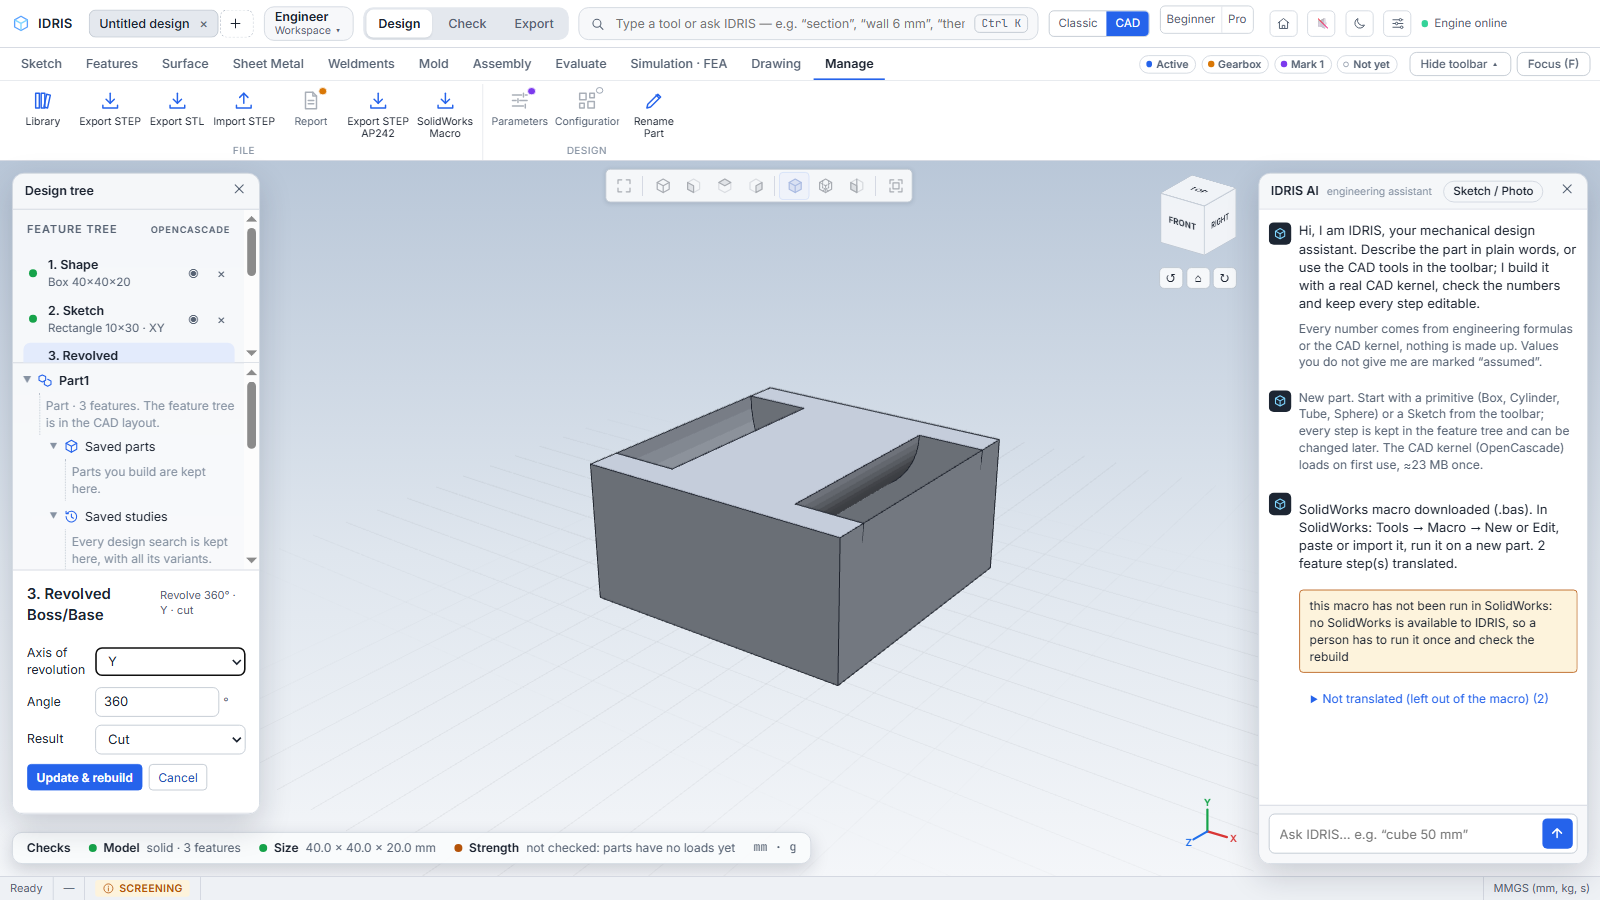 IDRIS
Untitled design ×
+
Engineer
Workspace
Design Check Export
Type a tool or ask IDRIS — e.g. “section”, “wall 6 mm”, “ther
Ctrl K
Classic CAD
Beginner Pro
Engine online
Sketch Features Surface Sheet Metal Weldments Mold Assembly Evaluate Simulation · FEA Drawing Manage
Active Gearbox Mark 1 Not yet Hide toolbar Focus (F)
Library
Export STEP
Export STL
Import STEP
Report
Export STEP
AP242
SolidWorks
Macro
Parameters
Configuration
Rename
Part
FILE
DESIGN
Design tree
FEATURE TREE OPENCASCADE
1. Shape
Box 40×40×20
2. Sketch
Rectangle 10×30 · XY
3. Revolved
Part1
Part · 3 features. The feature tree
is in the CAD layout.
Saved parts
Parts you build are kept
here.
Saved studies
Every design search is kept
here, with all its variants.
3. Revolved
Boss/Base
Revolve 360° ·
Y · cut
Axis of
revolution
Y
Angle 360 °
Result Cut
Update & rebuild Cancel
TOP
FRONT
RIGHT
Y
X
Z
IDRIS AI engineering assistant Sketch / Photo
Hi, I am IDRIS, your mechanical design
assistant. Describe the part in plain words, or
use the CAD tools in the toolbar; I build it
with a real CAD kernel, check the numbers
and keep every step editable.
Every number comes from engineering formulas
or the CAD kernel, nothing is made up. Values
you do not give me are marked “assumed”.
New part. Start with a primitive (Box, Cylinder,
Tube, Sphere) or a Sketch from the toolbar;
every step is kept in the feature tree and can be
changed later. The CAD kernel (OpenCascade)
loads on first use, ≈23 MB once.
SolidWorks macro downloaded (.bas). In
SolidWorks: Tools → Macro → New or Edit,
paste or import it, run it on a new part. 2
feature step(s) translated.
this macro has not been run in SolidWorks:
no SolidWorks is available to IDRIS, so a
person has to run it once and check the
rebuild
Not translated (left out of the macro) (2)
Ask IDRIS... e.g. “cube 50 mm”
Checks Model solid · 3 features Size 40.0 × 40.0 × 20.0 mm Strength not checked: parts have no loads yet mm · g
Ready — SCREENING
MMGS (mm, kg, s)